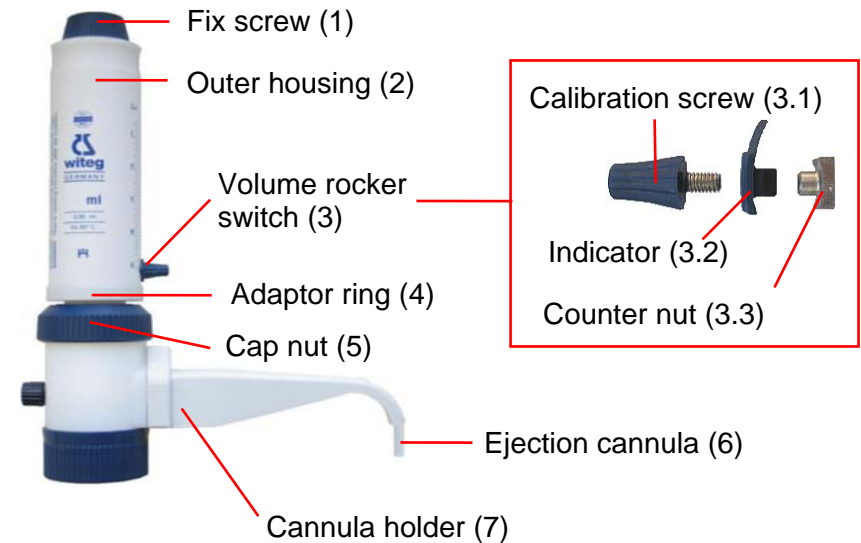 Fix screw (1)
Outer housing (2)
witeg
GERMANY
ml
Volume rocker
switch (3)
Adaptor ring (4)
Cap nut (5)
Ejection cannula (6)
Cannula holder (7)
Calibration screw (3.1)
Indicator (3.2)
Counter nut (3.3)